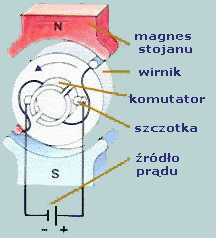 N
magnes
stojanu
wirnik
komutator
szczotka
S
źródło
prądu
- +